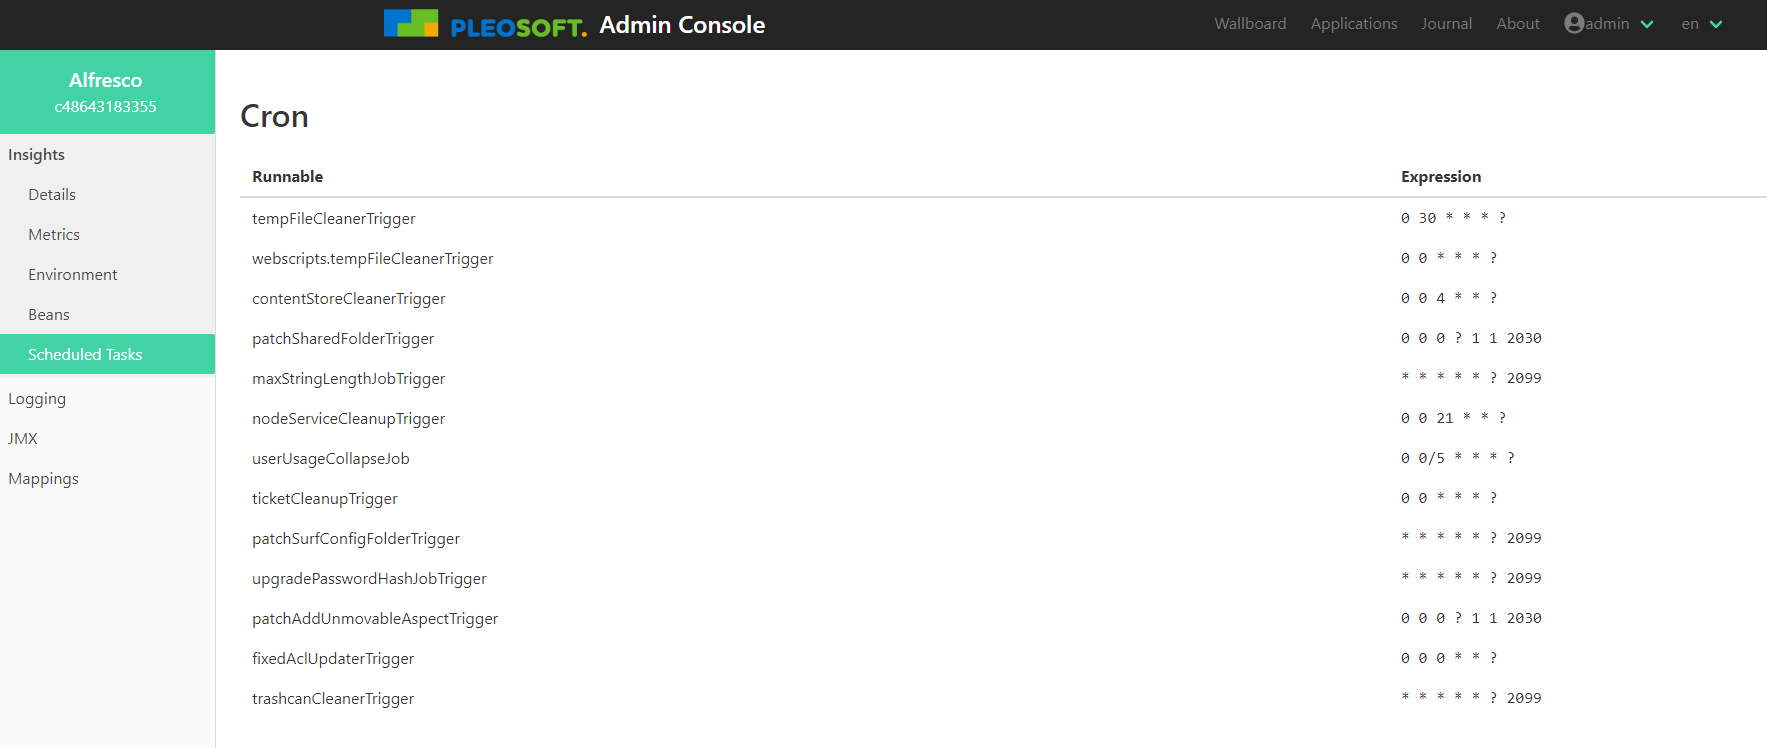 PLEOSOFT. Admin Console
Wallboard Applications Journal About admin en
Alfresco
c48643183355
Insights
Details
Metrics
Environment
Beans
Scheduled Tasks
Logging
JMX
Mappings
Cron
Runnable Expression
tempFileCleanerTrigger 0 30 * * * ?
webscripts.tempFileCleanerTrigger 0 0 * * * ?
contentStoreCleanerTrigger 0 0 4 * * ?
patchSharedFolderTrigger 0 0 0 ? 1 1 2030
maxStringLengthJobTrigger * * * * * ? 2099
nodeServiceCleanupTrigger 0 0 21 * * ?
userUsageCollapseJob 0 0/5 * * * ?
ticketCleanupTrigger 0 0 * * * ?
patchSurfConfigFolderTrigger * * * * * ? 2099
upgradePasswordHashJobTrigger * * * * * ? 2099
patchAddUnmovableAspectTrigger 0 0 0 ? 1 1 2030
fixedAclUpdaterTrigger 0 0 0 * * ?
trashcanCleanerTrigger * * * * * ? 2099